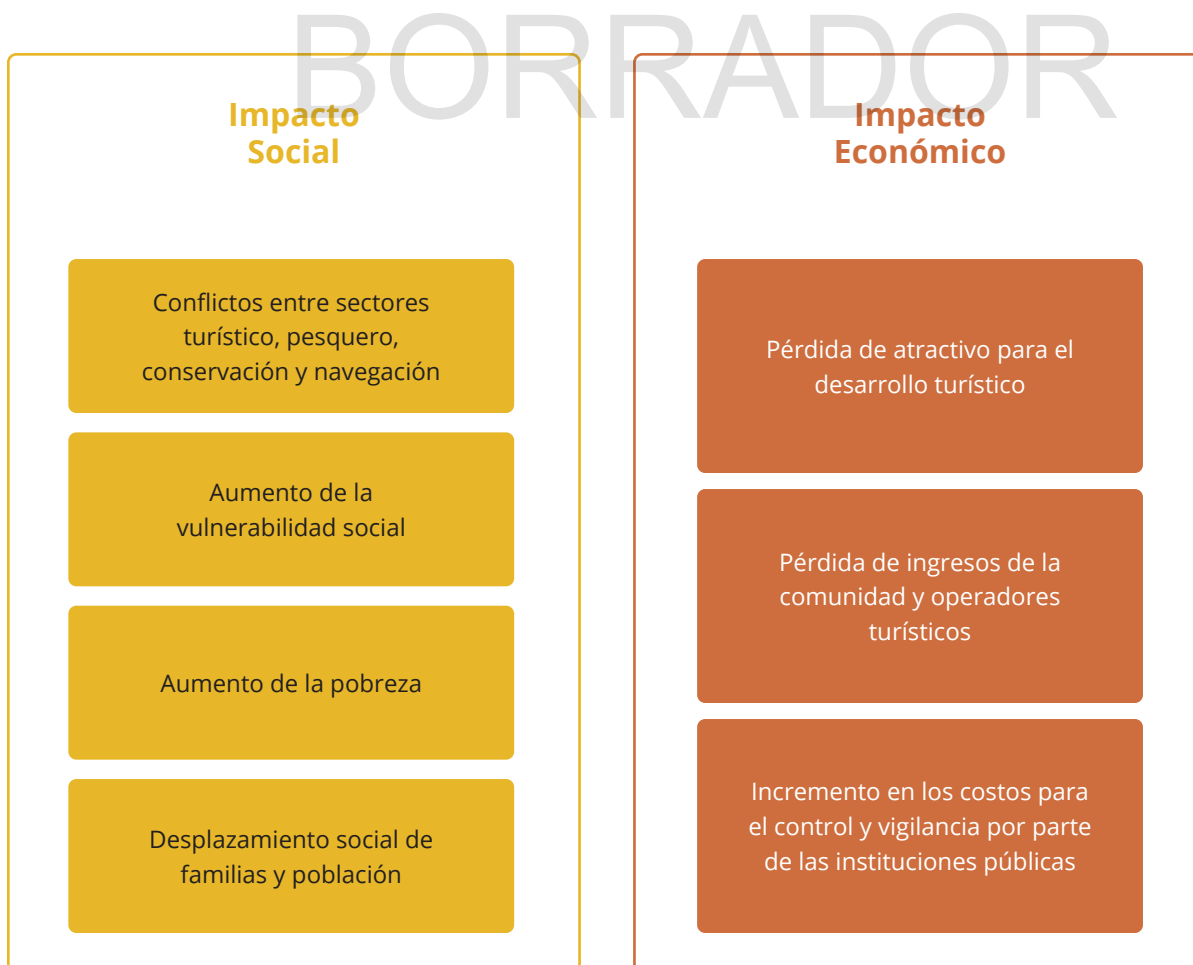 BORRADOR
Impacto
Social
Conflictos entre sectores
turístico, pesquero,
conservación y navegación
Aumento de la
vulnerabilidad social
Aumento de la pobreza
Desplazamiento social de
familias y población
Impacto
Económico
Pérdida de atractivo para el
desarrollo turístico
Pérdida de ingresos de la
comunidad y operadores
turísticos
Incremento en los costos para
el control y vigilancia por parte
de las instituciones públicas